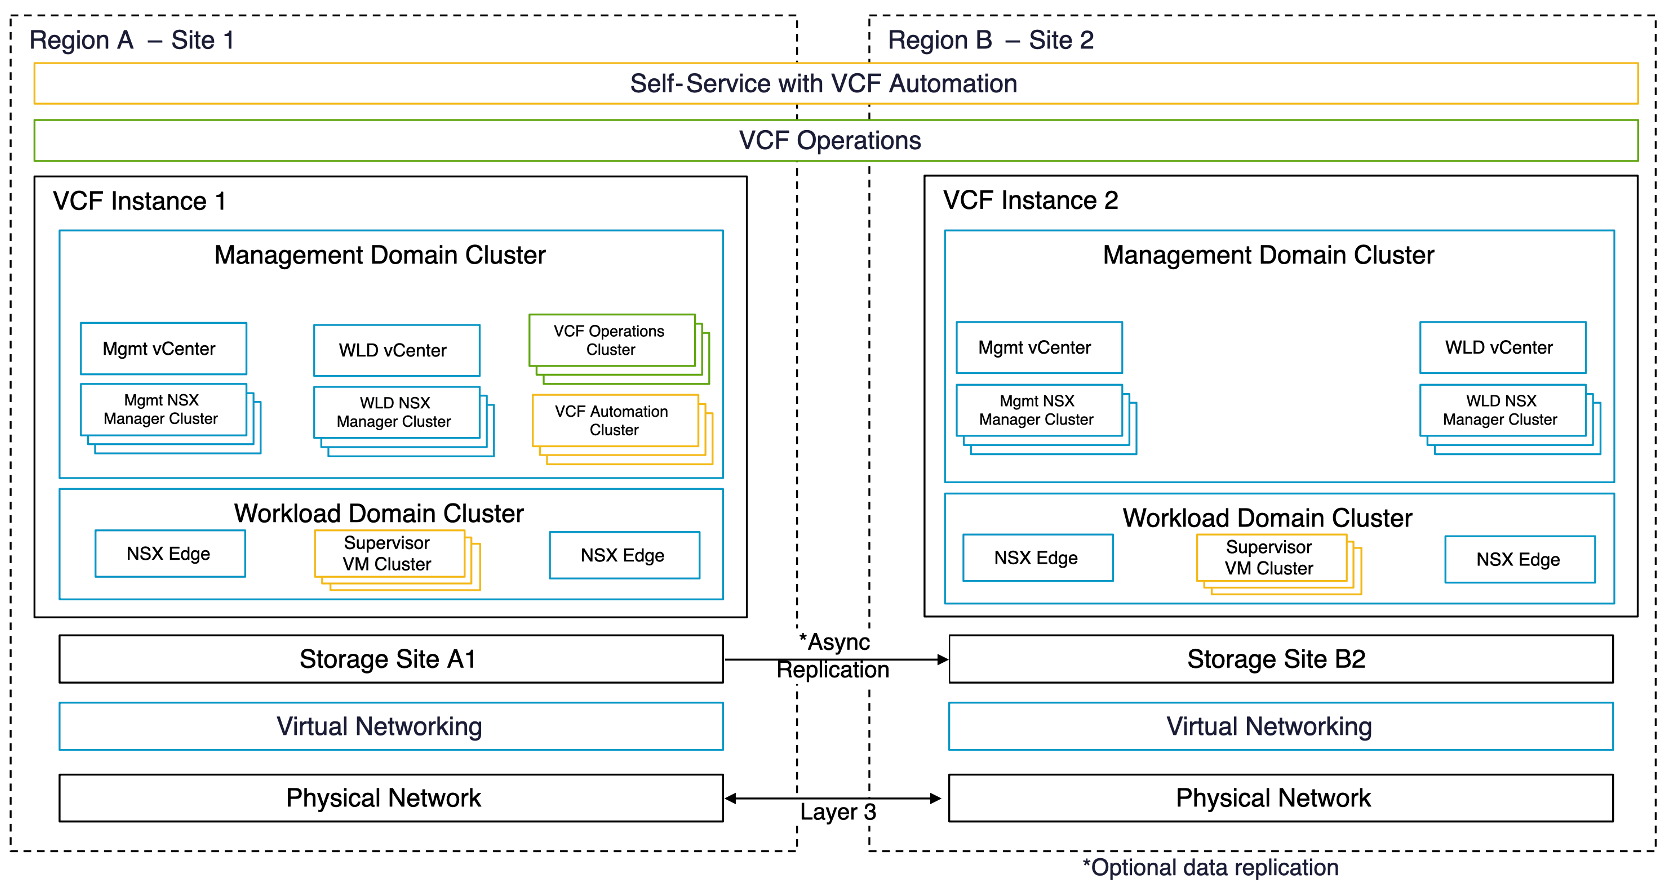 Region A – Site 1
Region B – Site 2
Self-Service with VCF Automation
VCF Operations
VCF Instance 1
Management Domain Cluster
Mgmt vCenter
WLD vCenter
VCF Operations
Cluster
Mgmt NSX
Manager Cluster
WLD NSX
Manager Cluster
VCF Automation
Cluster
Workload Domain Cluster
NSX Edge
Supervisor
VM Cluster
NSX Edge
VCF Instance 2
Management Domain Cluster
Mgmt vCenter
WLD vCenter
Mgmt NSX
Manager Cluster
WLD NSX
Manager Cluster
Workload Domain Cluster
NSX Edge
Supervisor
VM Cluster
NSX Edge
Storage Site A1
*Async
Replication
Storage Site B2
Virtual Networking
Virtual Networking
Physical Network
Layer 3
Physical Network
*Optional data replication